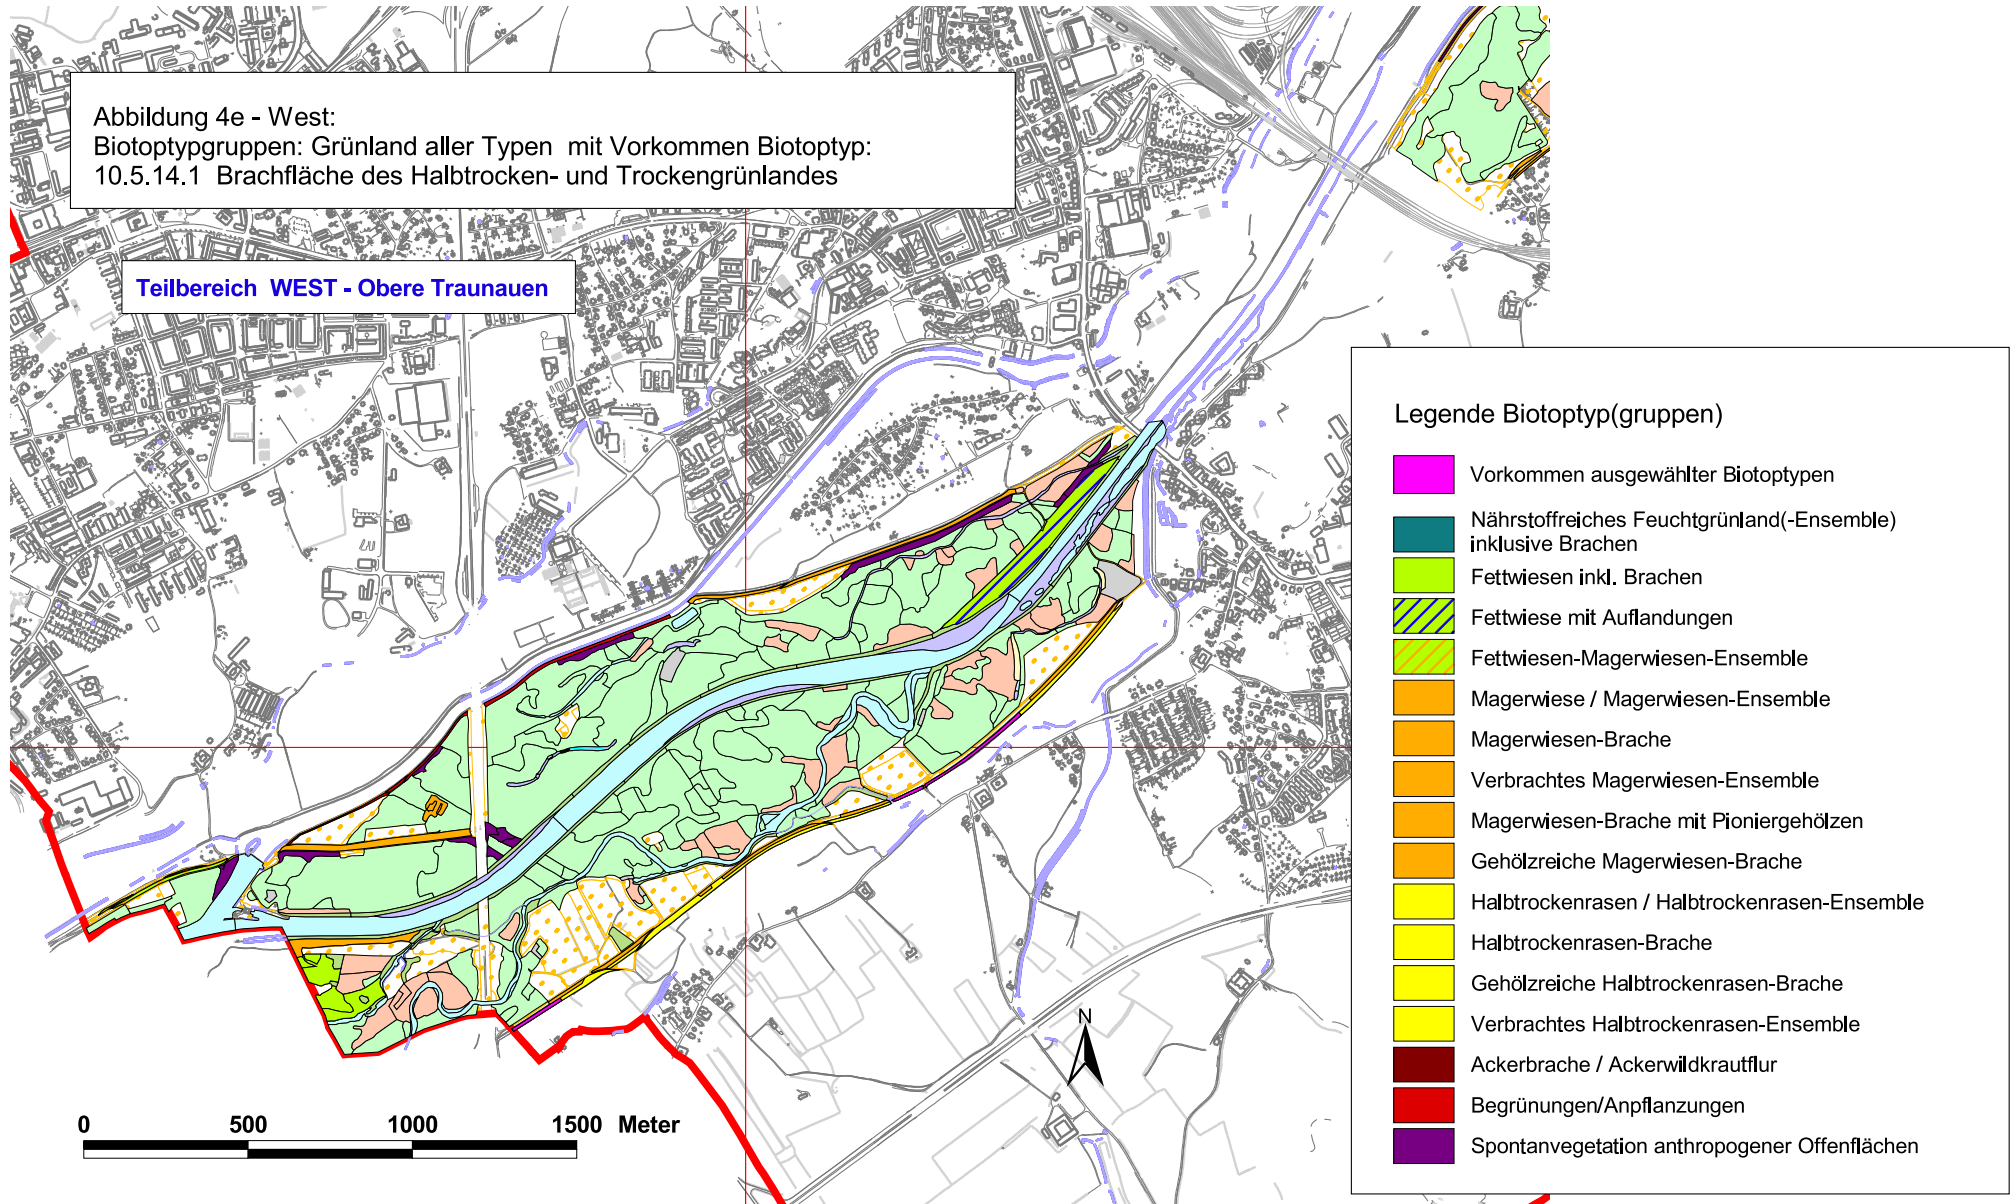 Abbildung 4e - West:
Biotoptypgruppen: Grünland aller Typen mit Vorkommen Biotoptyp:
10.5.14.1 Brachfläche des Halbtrocken- und Trockengrünlandes
Teilbereich WEST - Obere Traunauen
Legende Biotoptyp(gruppen)
Vorkommen ausgewählter Biotoptypen
Nährstoffreiches Feuchtgrünland(-Ensemble)
inklusive Brachen
Fettwiesen inkl. Brachen
Fettwiese mit Auflandungen
Fettwiesen-Magerwiesen-Ensemble
Magerwiese / Magerwiesen-Ensemble
Magerwiesen-Brache
Verbrachtes Magerwiesen-Ensemble
Magerwiesen-Brache mit Pioniergehölzen
Gehölzreiche Magerwiesen-Brache
Halbtrockenrasen / Halbtrockenrasen-Ensemble
Halbtrockenrasen-Brache
Gehölzreiche Halbtrockenrasen-Brache
Verbrachtes Halbtrockenrasen-Ensemble
Ackerbrache / Ackerwildkrautflur
Begrünungen/Anpflanzungen
Spontanvegetation anthropogener Offenflächen
N
0 500 1000 1500 Meter